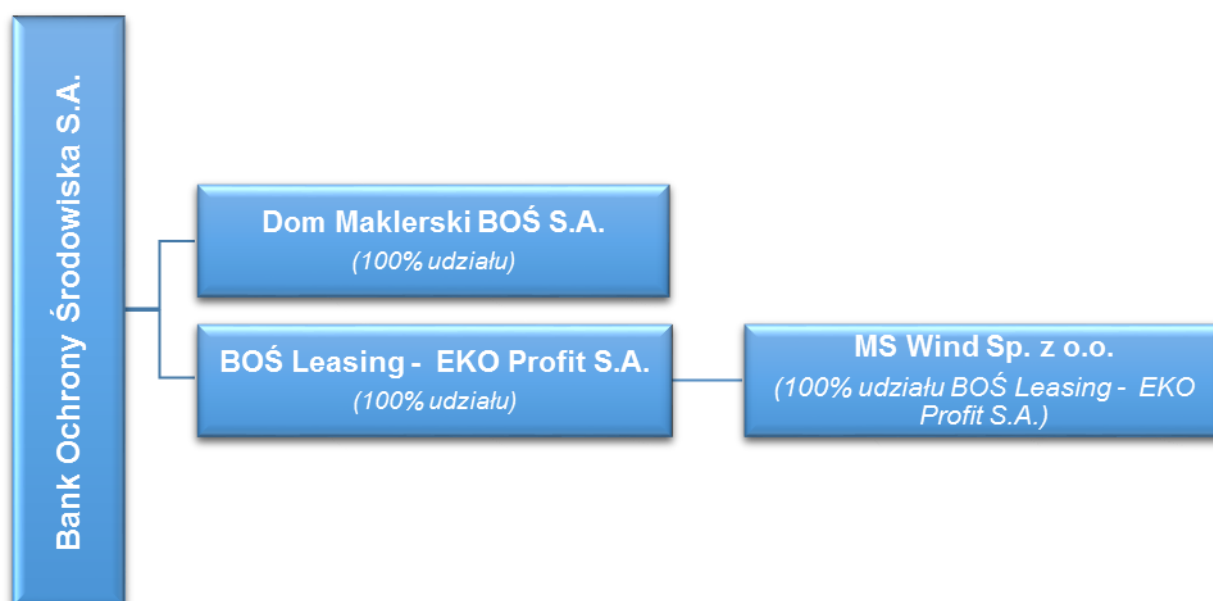 Bank Ochrony Środowiska S.A.
Dom Maklerski BOŚ S.A.
(100% udziału)
BOŚ Leasing - EKO Profit S.A.
(100% udziału)
MS Wind Sp. z o.o.
(100% udziału BOŚ Leasing - EKO
Profit S.A.)